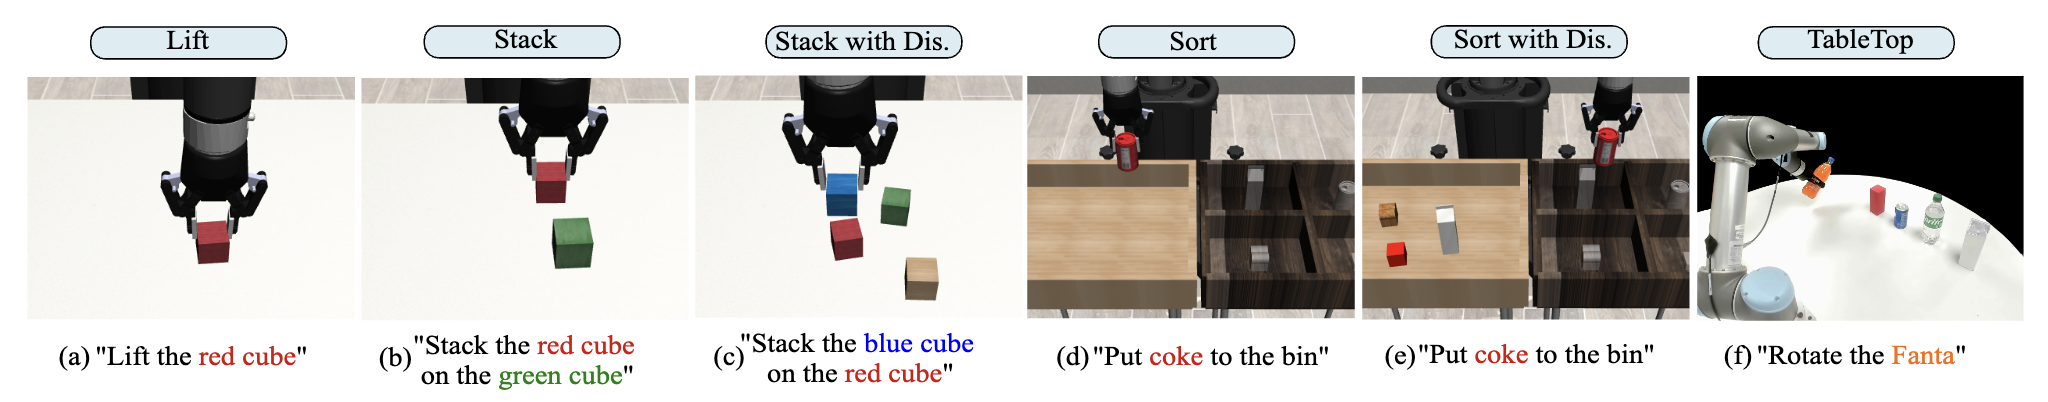 Lift
Stack
Stack with Dis.
Sort
Sort with Dis.
TableTop
(a) "Lift the red cube"
(b) "Stack the red cube
on the green cube"
(c) "Stack the blue cube
on the red cube"
(d) "Put coke to the bin"
(e) "Put coke to the bin"
(f) "Rotate the Fanta"